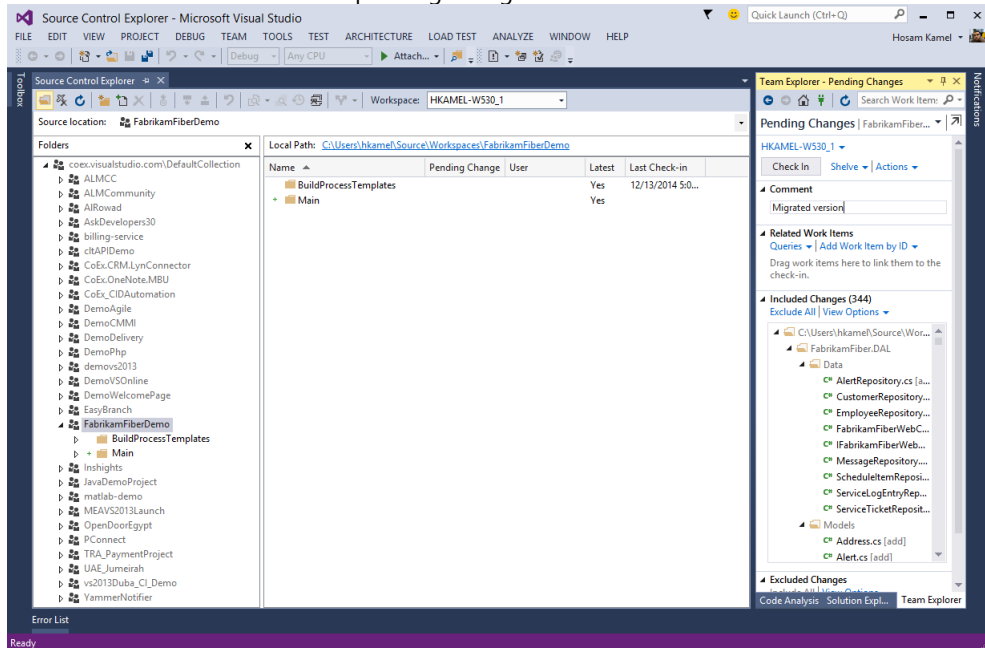 Source Control Explorer - Microsoft Visual Studio
Quick Launch (Ctrl+Q)
FILE EDIT VIEW PROJECT DEBUG TEAM TOOLS TEST ARCHITECTURE LOAD TEST ANALYZE WINDOW HELP
Hosam Kamel
Debug Any CPU Attach...
Toolbox
Source Control Explorer
Workspace: HKAMEL-W530_1
Source location: FabrikamFiberDemo
Folders
Local Path: C:\Users\hkamel\Source\Workspaces\FabrikamFiberDemo
Name Pending Change User Latest Last Check-in
BuildProcessTemplates Yes 12/13/2014 5:0...
+ Main Yes
coex.visualstudio.com\DefaultCollection
ALMCC
ALMCommunity
AlRowad
AskDevelopers30
billing-service
cltAPIDemo
CoEx.CRM.LynConnector
CoEx.OneNote.MBU
CoEx_CIDAutomation
DemoAgile
DemoCMMI
DemoDelivery
DemoPhp
demovs2013
DemoVSOnline
DemoWelcomePage
EasyBranch
FabrikamFiberDemo
BuildProcessTemplates
+ Main
Inshights
JavaDemoProject
matlab-demo
MEAVS2013Launch
OpenDoorEgypt
PConnect
TRA_PaymentProject
UAE_Jumeirah
vs2013Duba_CI_Demo
YammerNotifier
Team Explorer - Pending Changes
Search Work Item:
Pending Changes | FabrikamFiber...
HKAMEL-W530_1
Check In Shelve | Actions
Comment
Migrated version
Related Work Items
Queries | Add Work Item by ID
Drag work items here to link them to the
check-in.
Included Changes (344)
Exclude All | View Options
C:\Users\hkamel\Source\Wor...
FabrikamFiber.DAL
Data
C# AlertRepository.cs [a...
C# CustomerRepository...
C# EmployeeRepository...
C# FabrikamFiberWebC...
C# IFabrikamFiberWeb...
C# MessageRepository....
C# ScheduleItemReposi...
C# ServiceLogEntryRep...
C# ServiceTicketReposit...
Models
C# Address.cs [add]
C# Alert.cs [add]
Excluded Changes
Code Analysis Solution Expl... Team Explorer
Notifications
Error List
Ready